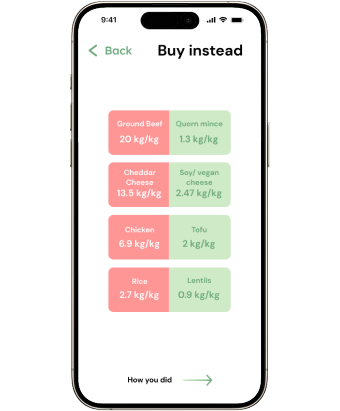 9:41
Back
Buy instead
Ground Beef
20 kg/kg
Quorn mince
1.3 kg/kg
Cheddar
Cheese
13.5 kg/kg
Soy/ vegan
cheese
2.47 kg/kg
Chicken
6.9 kg/kg
Tofu
2 kg/kg
Rice
2.7 kg/kg
Lentils
0.9 kg/kg
How you did